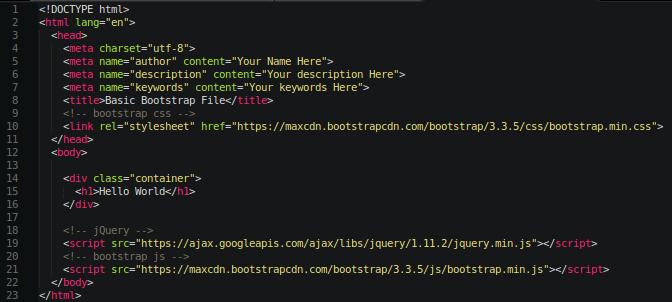 1 <!DOCTYPE html>
2 <html lang="en">
3 <head>
4 <meta charset="utf-8">
5 <meta name="author" content="Your Name Here">
6 <meta name="description" content="Your description Here">
7 <meta name="keywords" content="Your keywords Here">
8 <title>Basic Bootstrap File</title>
9 <!-- bootstrap css -->
10 <link rel="stylesheet" href="https://maxcdn.bootstrapcdn.com/bootstrap/3.3.5/css/bootstrap.min.css">
11 </head>
12 <body>
13
14 <div class="container">
15 <h1>Hello World</h1>
16 </div>
17
18 <!-- jQuery -->
19 <script src="https://ajax.googleapis.com/ajax/libs/jquery/1.11.2/jquery.min.js"></script>
20 <!-- bootstrap js -->
21 <script src="https://maxcdn.bootstrapcdn.com/bootstrap/3.3.5/js/bootstrap.min.js"></script>
22 </body>
23 </html>